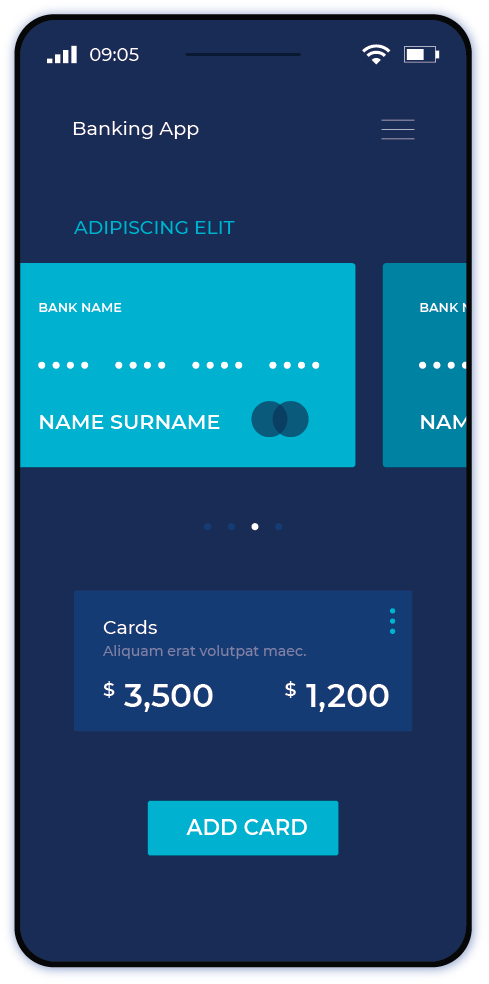 09:05
Banking App
ADIPISCING ELIT
BANK NAME
BANK N
NAME SURNAME
NAM
Cards
Aliquam erat volutpat maec.
$ 3,500
$ 1,200
ADD CARD